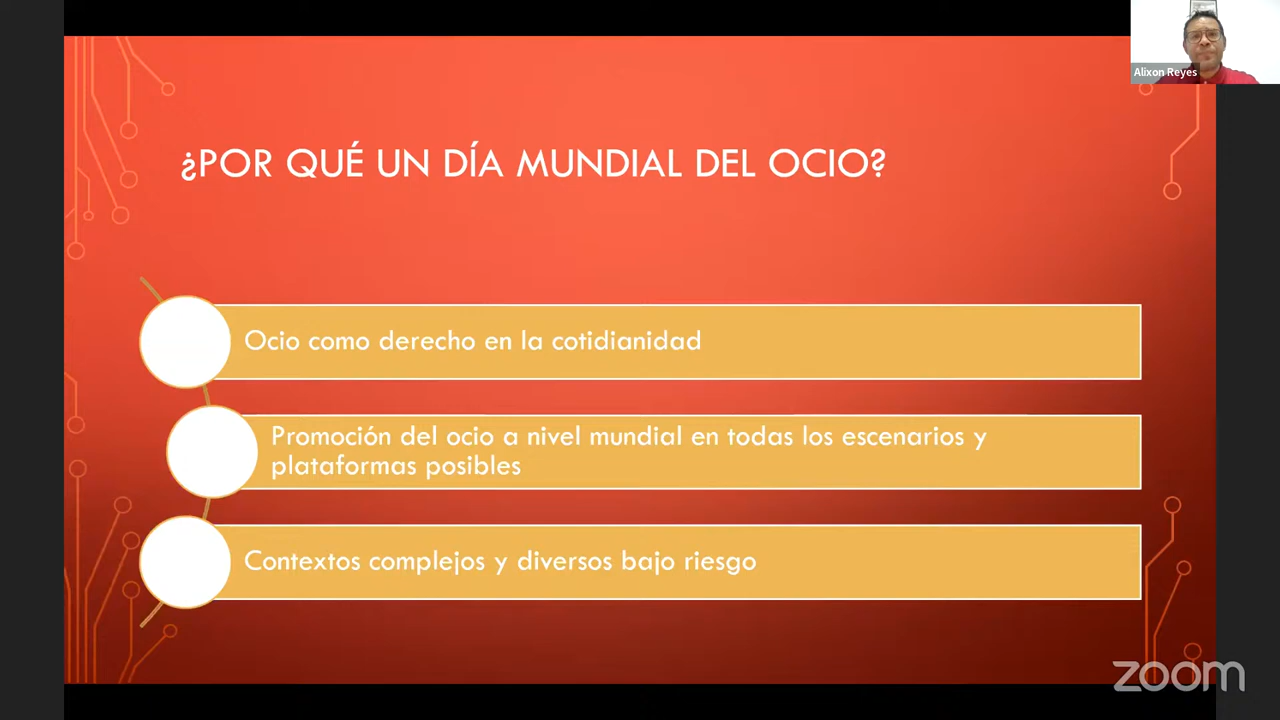 Alixon Reyes
¿POR QUÉ UN DÍA MUNDIAL DEL OCIO?
Ocio como derecho en la cotidianidad
Promoción del ocio a nivel mundial en todas los escenarios y
plataformas posibles
Contextos complejos y diversos bajo riesgo
zoom